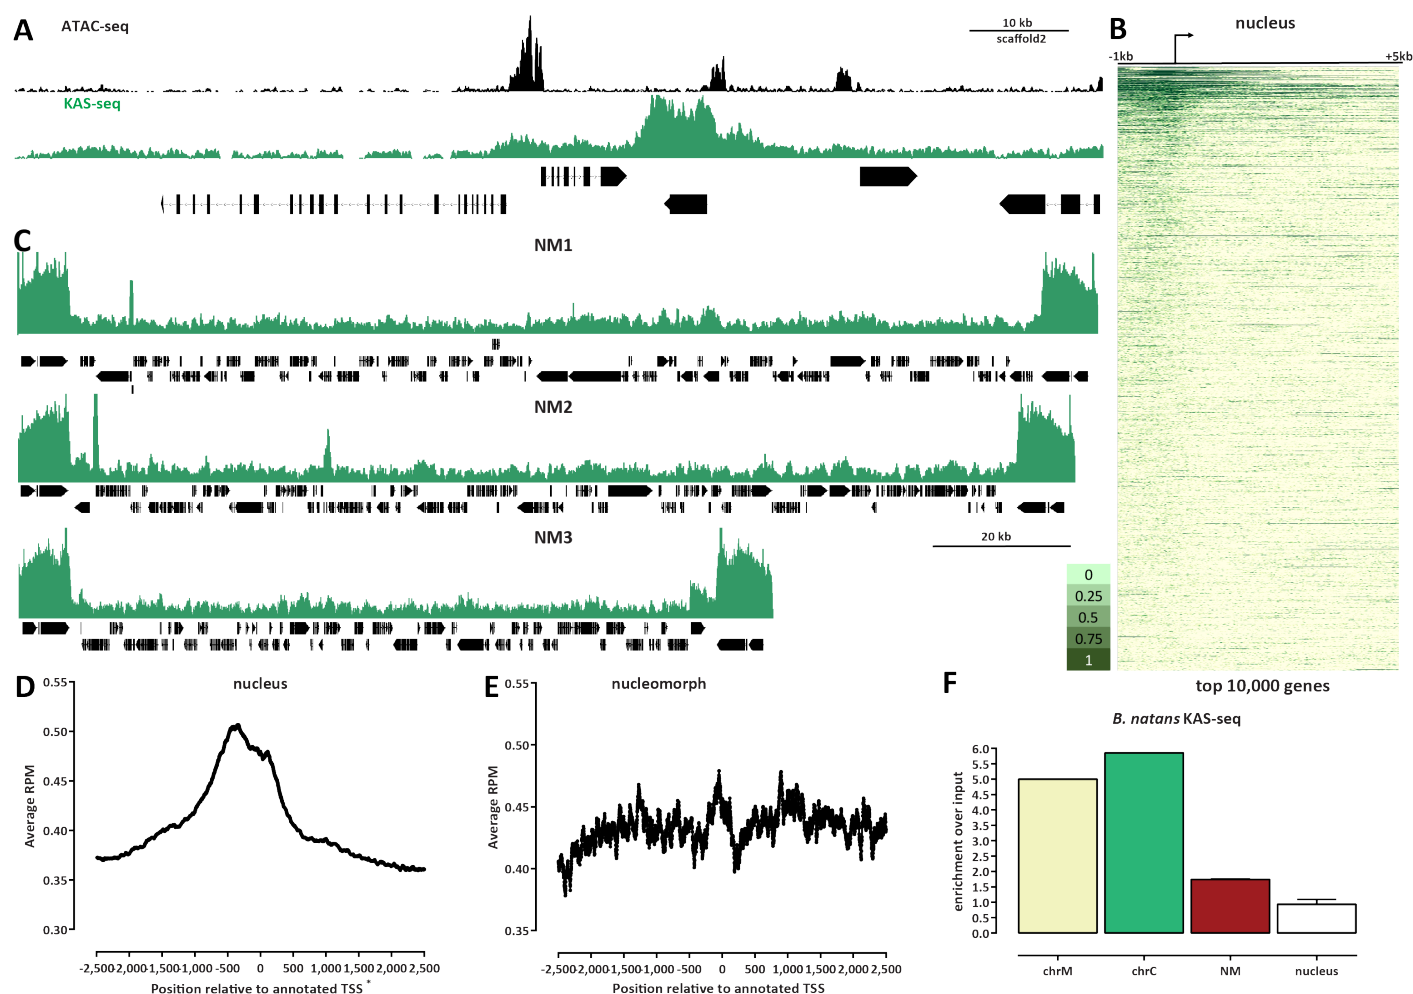 A
ATAC-seq
10 kb
scaffold2
KAS-seq
B
nucleus
-1kb
+5kb
C
NM1
NM2
NM3
20 kb
0
0.25
0.5
0.75
1
top 10,000 genes
D
nucleus
0.55
0.50
0.45
0.40
0.35
0.30
Average RPM
-2,500 2,000 -1,500 -1,000 -500 0 500 1,000 1,500 2,000 2,500
Position relative to annotated TSS *
E
nucleomorph
0.55
0.50
0.45
0.40
0.35
Average RPM
-2,500 2,000 -1,500 -1,000 -500 0 500 1,000 1,500 2,000 2,500
Position relative to annotated TSS
F
B. natans KAS-seq
6.0
5.5
5.0
4.5
4.0
3.5
3.0
2.5
2.0
1.5
1.0
0.5
0.0
enrichment over input
chrM chrC NM nucleus